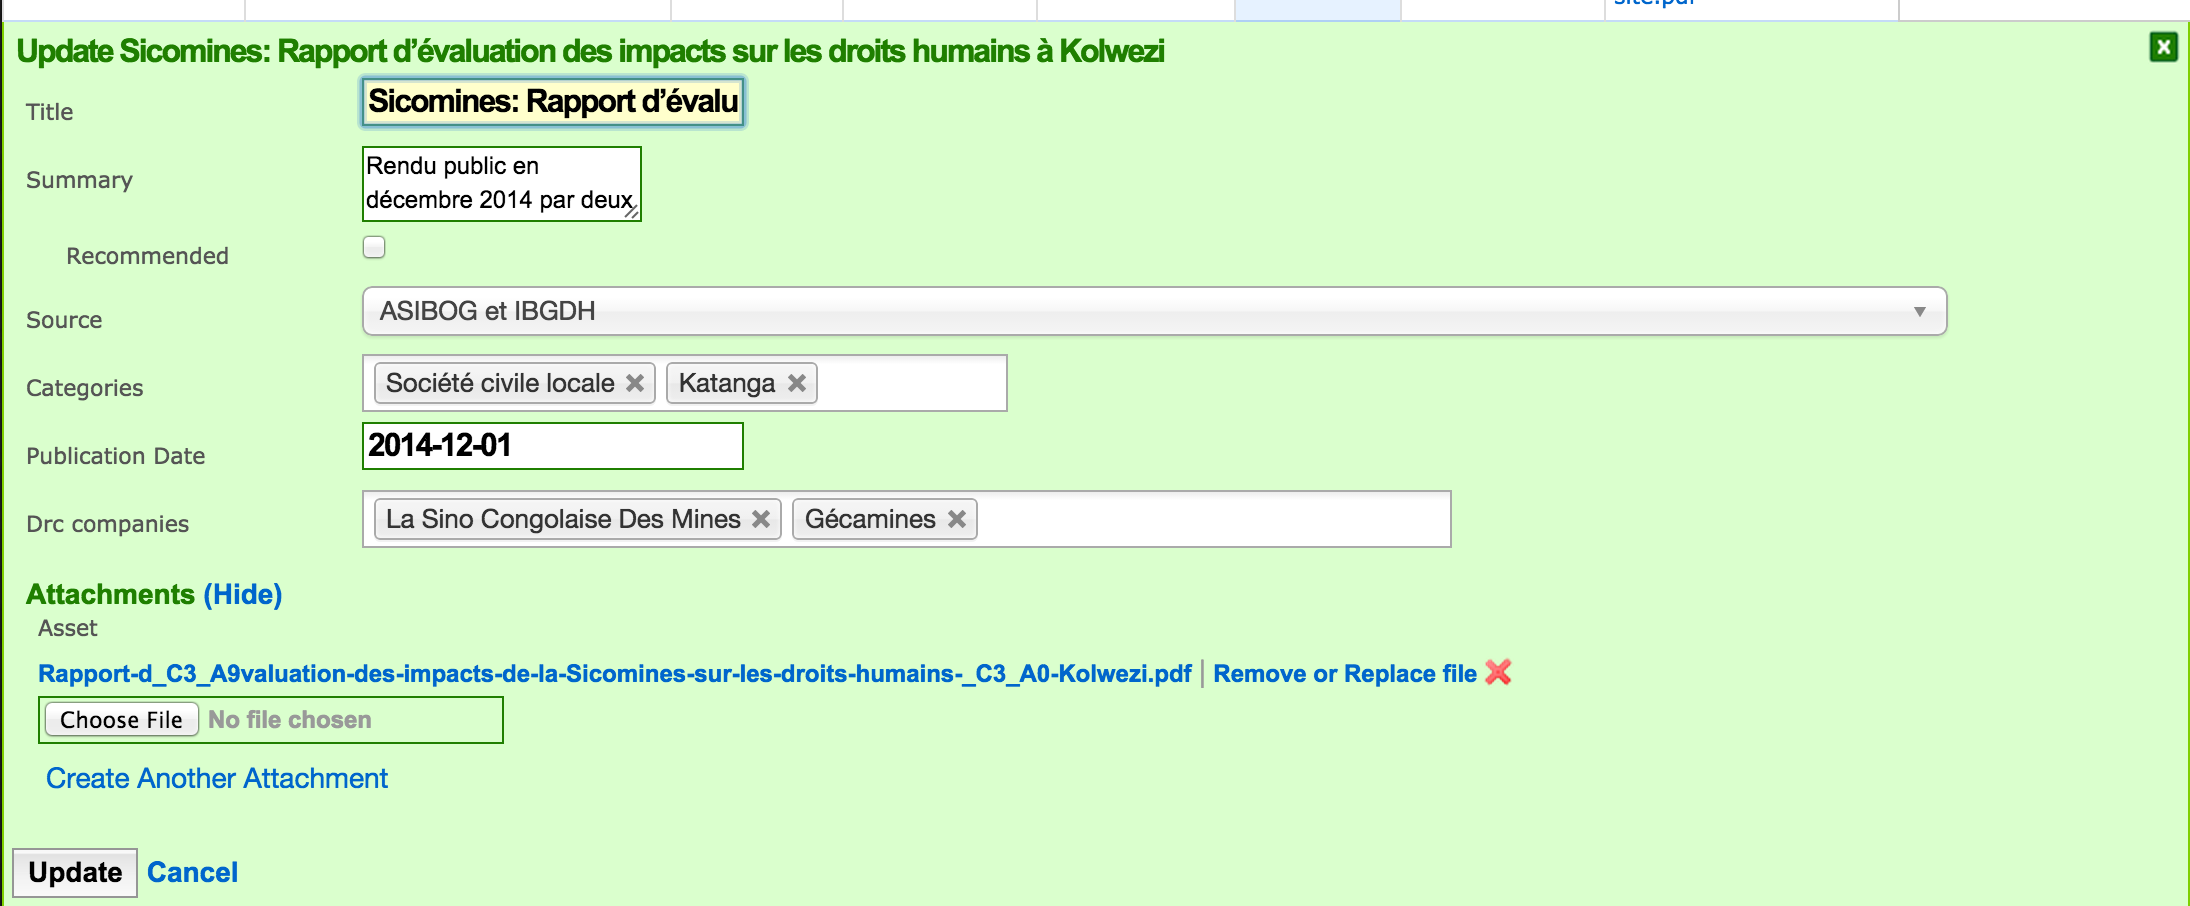 site.pdf
Update Sicomines: Rapport d’évaluation des impacts sur les droits humains à Kolwezi
Title
Sicomines: Rapport d’évalu
Summary
Rendu public en
décembre 2014 par deux
Recommended
Source
ASIBOG et IBGDH
Categories
Société civile locale
Katanga
Publication Date
2014-12-01
Drc companies
La Sino Congolaise Des Mines
Gécamines
Attachments (Hide)
Asset
Rapport-d_C3_A9valuation-des-impacts-de-la-Sicomines-sur-les-droits-humains-_C3_A0-Kolwezi.pdf | Remove or Replace file
Choose File No file chosen
Create Another Attachment
Update Cancel